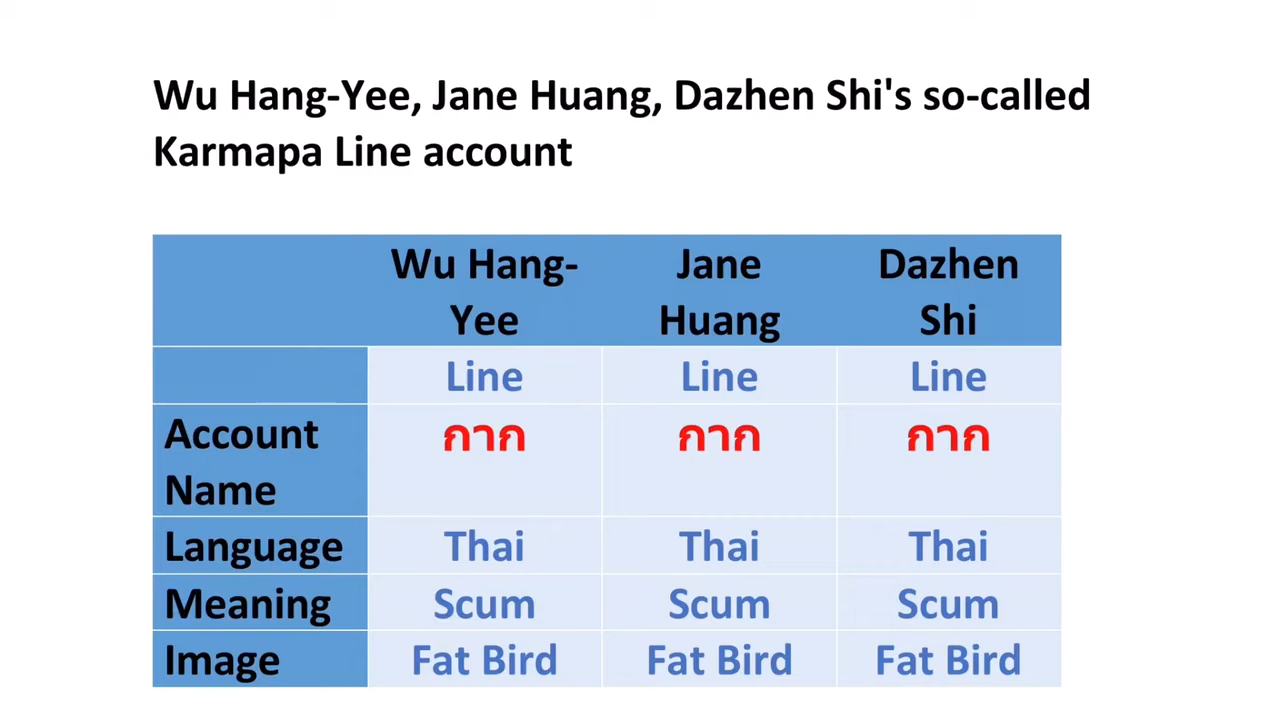 Wu Hang-Yee, Jane Huang, Dazhen Shi's so-called
Karmapa Line account
Wu Hang-
Yee
Jane
Huang
Dazhen
Shi
Line
Line
Line
Account
Name
กาก
กาก
กาก
Language
Thai
Thai
Thai
Meaning
Scum
Scum
Scum
Image
Fat Bird
Fat Bird
Fat Bird